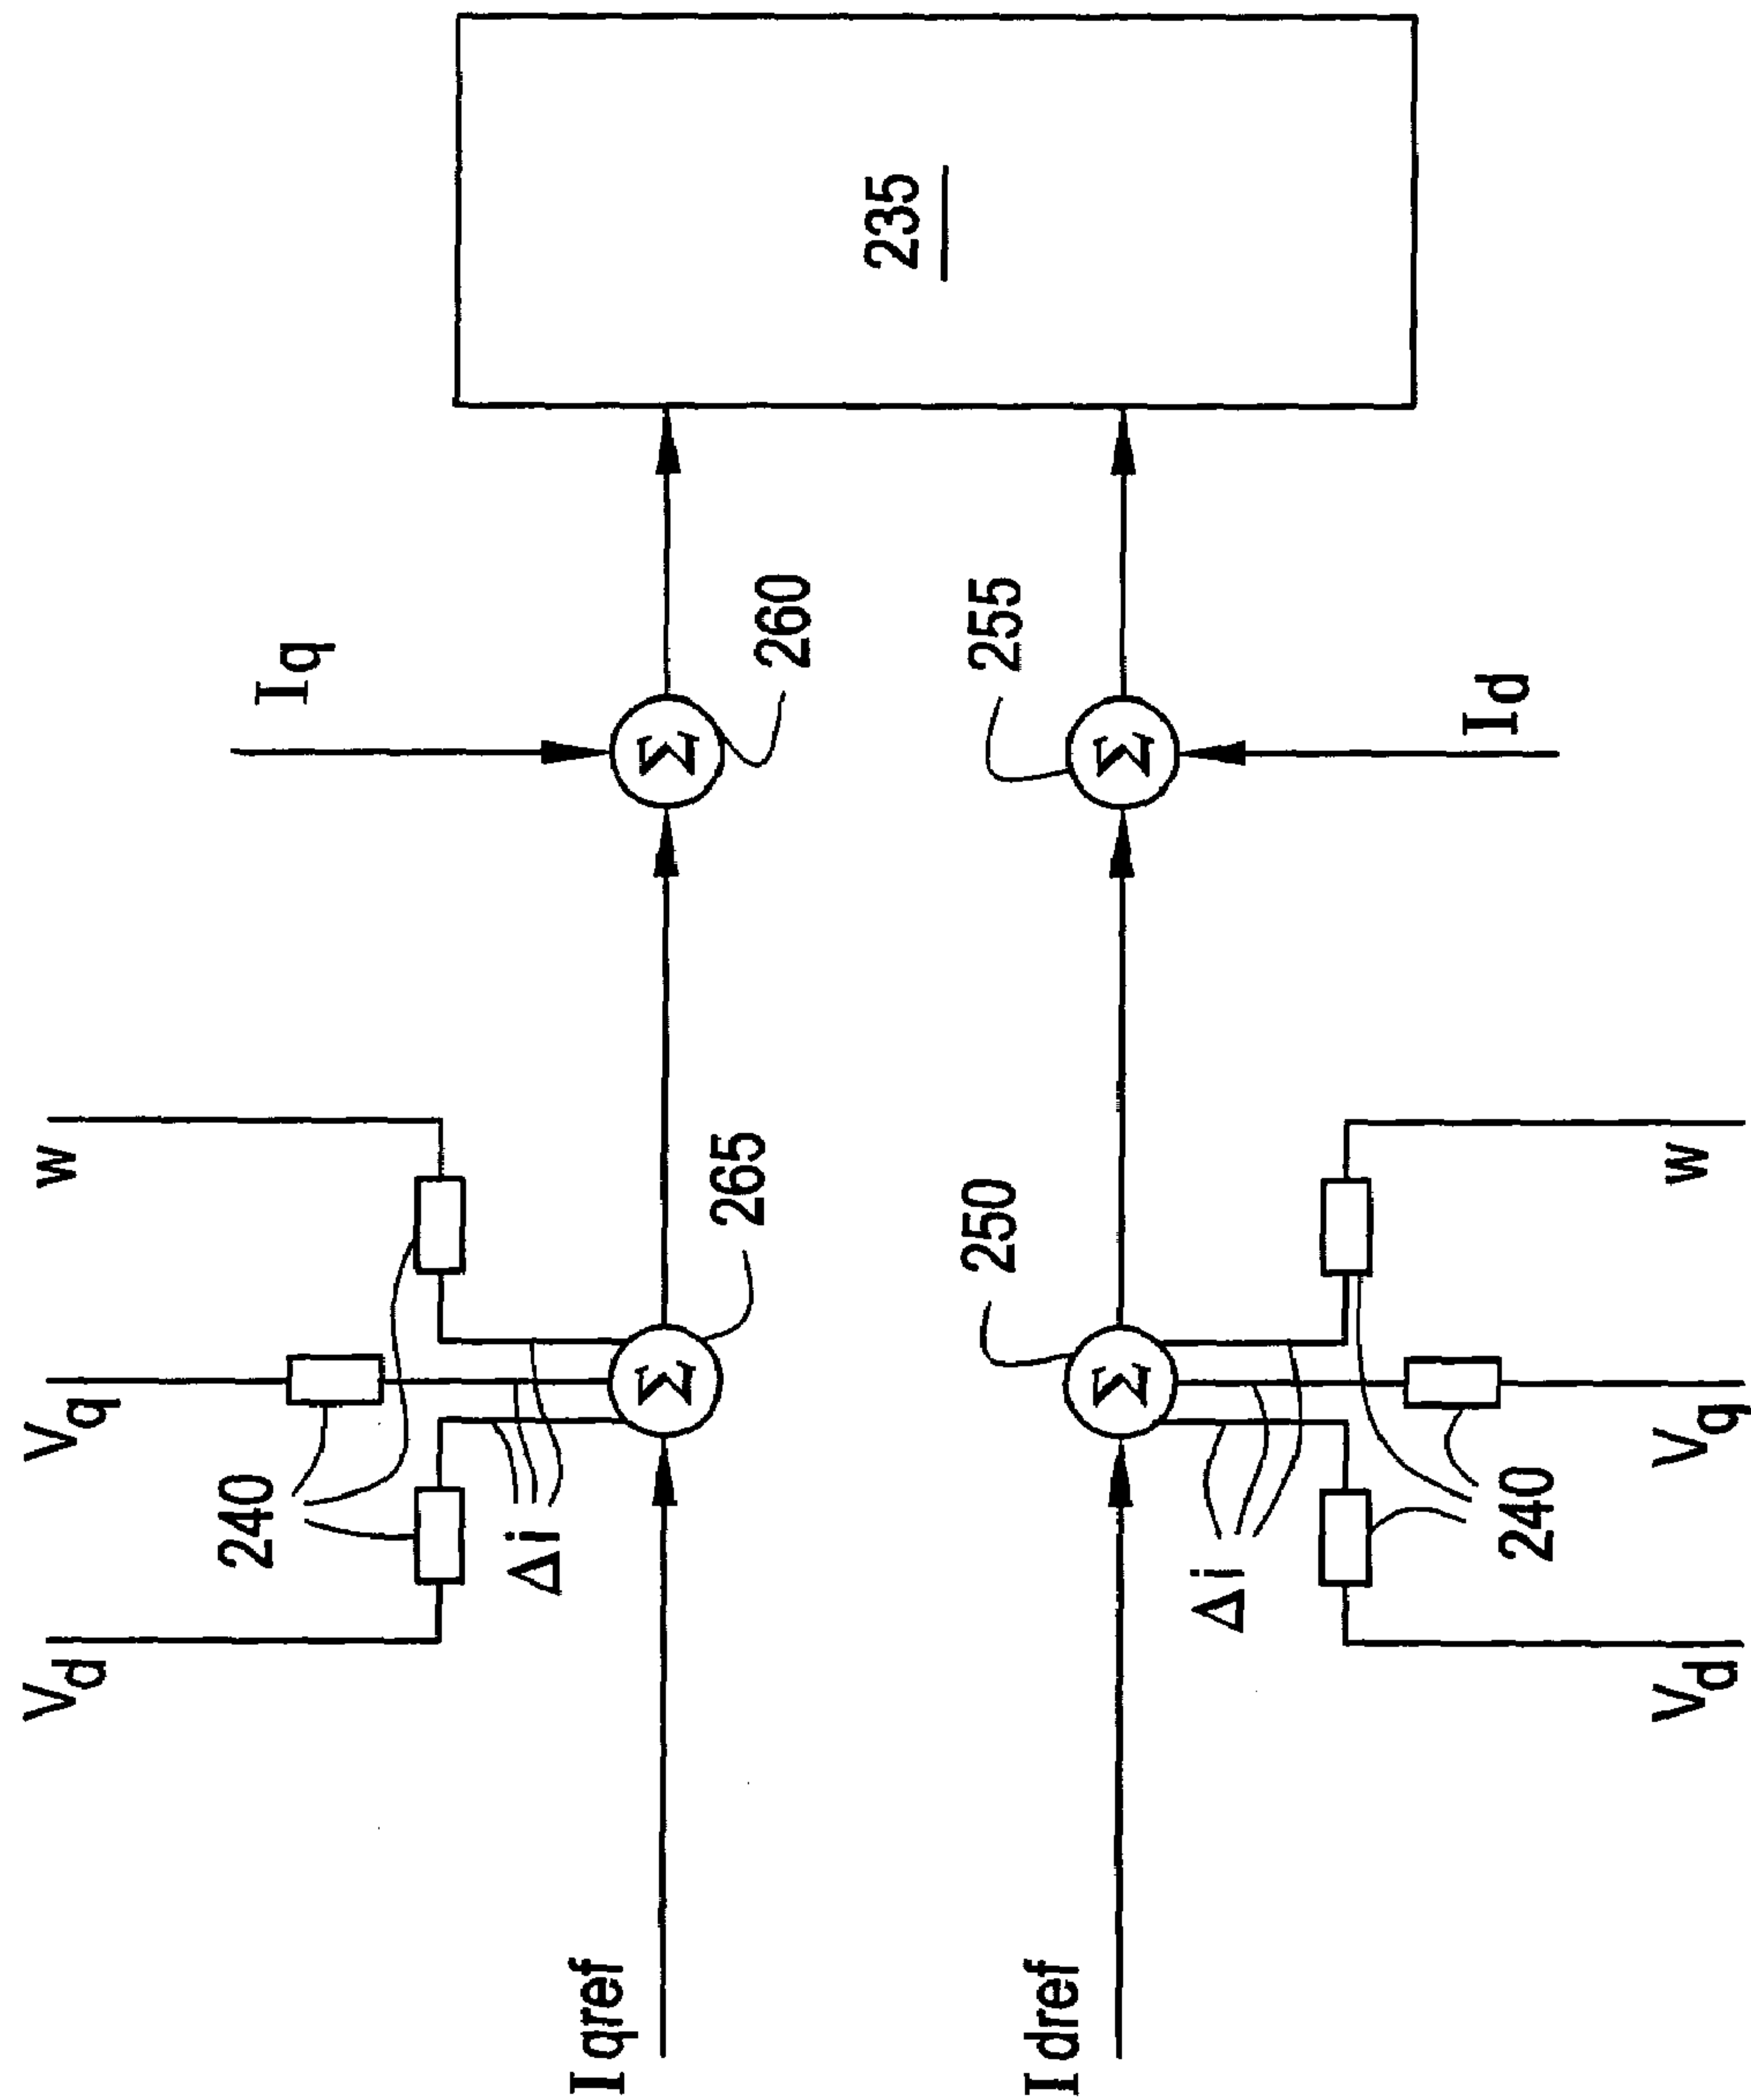 Vd
Vq
w
240
Iq
Δi
Iqref
Σ
Σ
265
260
235
250
255
Idref
Σ
Σ
Δi
Id
240
Vd
Vq
w